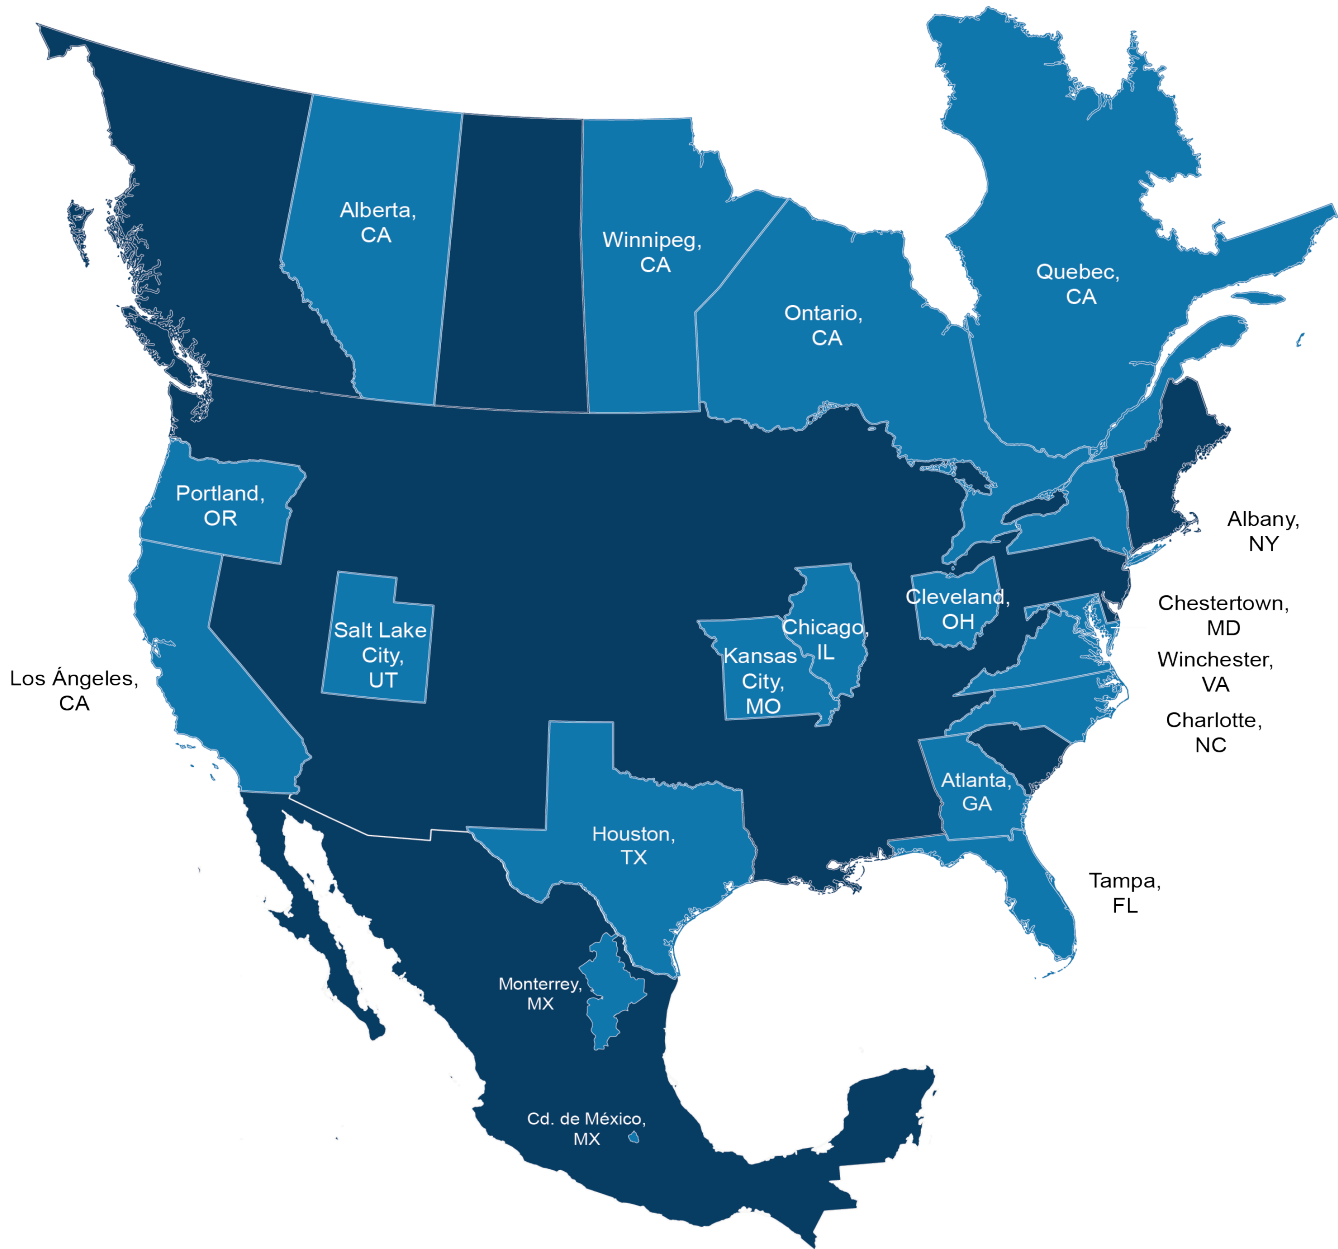 Alberta,
CA
Winnipeg,
CA
Quebec,
CA
Ontario,
CA
Portland,
OR
Albany,
NY
Cleveland,
OH
Chestertown,
MD
Salt Lake
City,
UT
Chicago,
IL
Kansas
City,
MO
Winchester,
VA
Los Ángeles,
CA
Charlotte,
NC
Atlanta,
GA
Houston,
TX
Tampa,
FL
Monterrey,
MX
Cd. de México,
MX